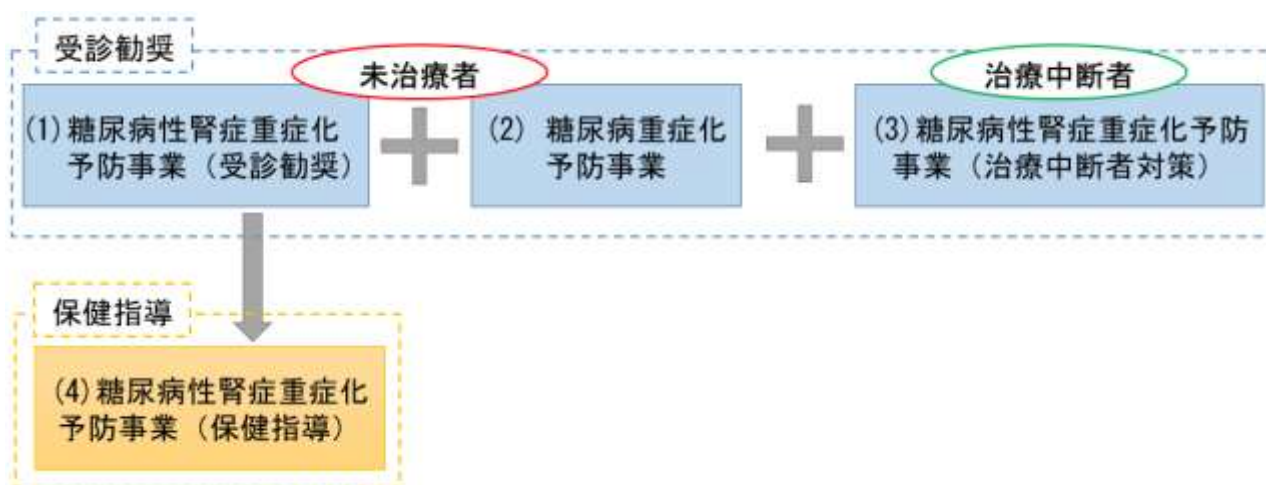 受診勧奨
未治療者
治療中断者
(1)糖尿病性腎症重症化
予防事業（受診勧奨）
(2) 糖尿病重症化
予防事業
(3)糖尿病性腎症重症化予防
事業（治療中断者対策）
保健指導
(4)糖尿病性腎症重症化
予防事業（保健指導）